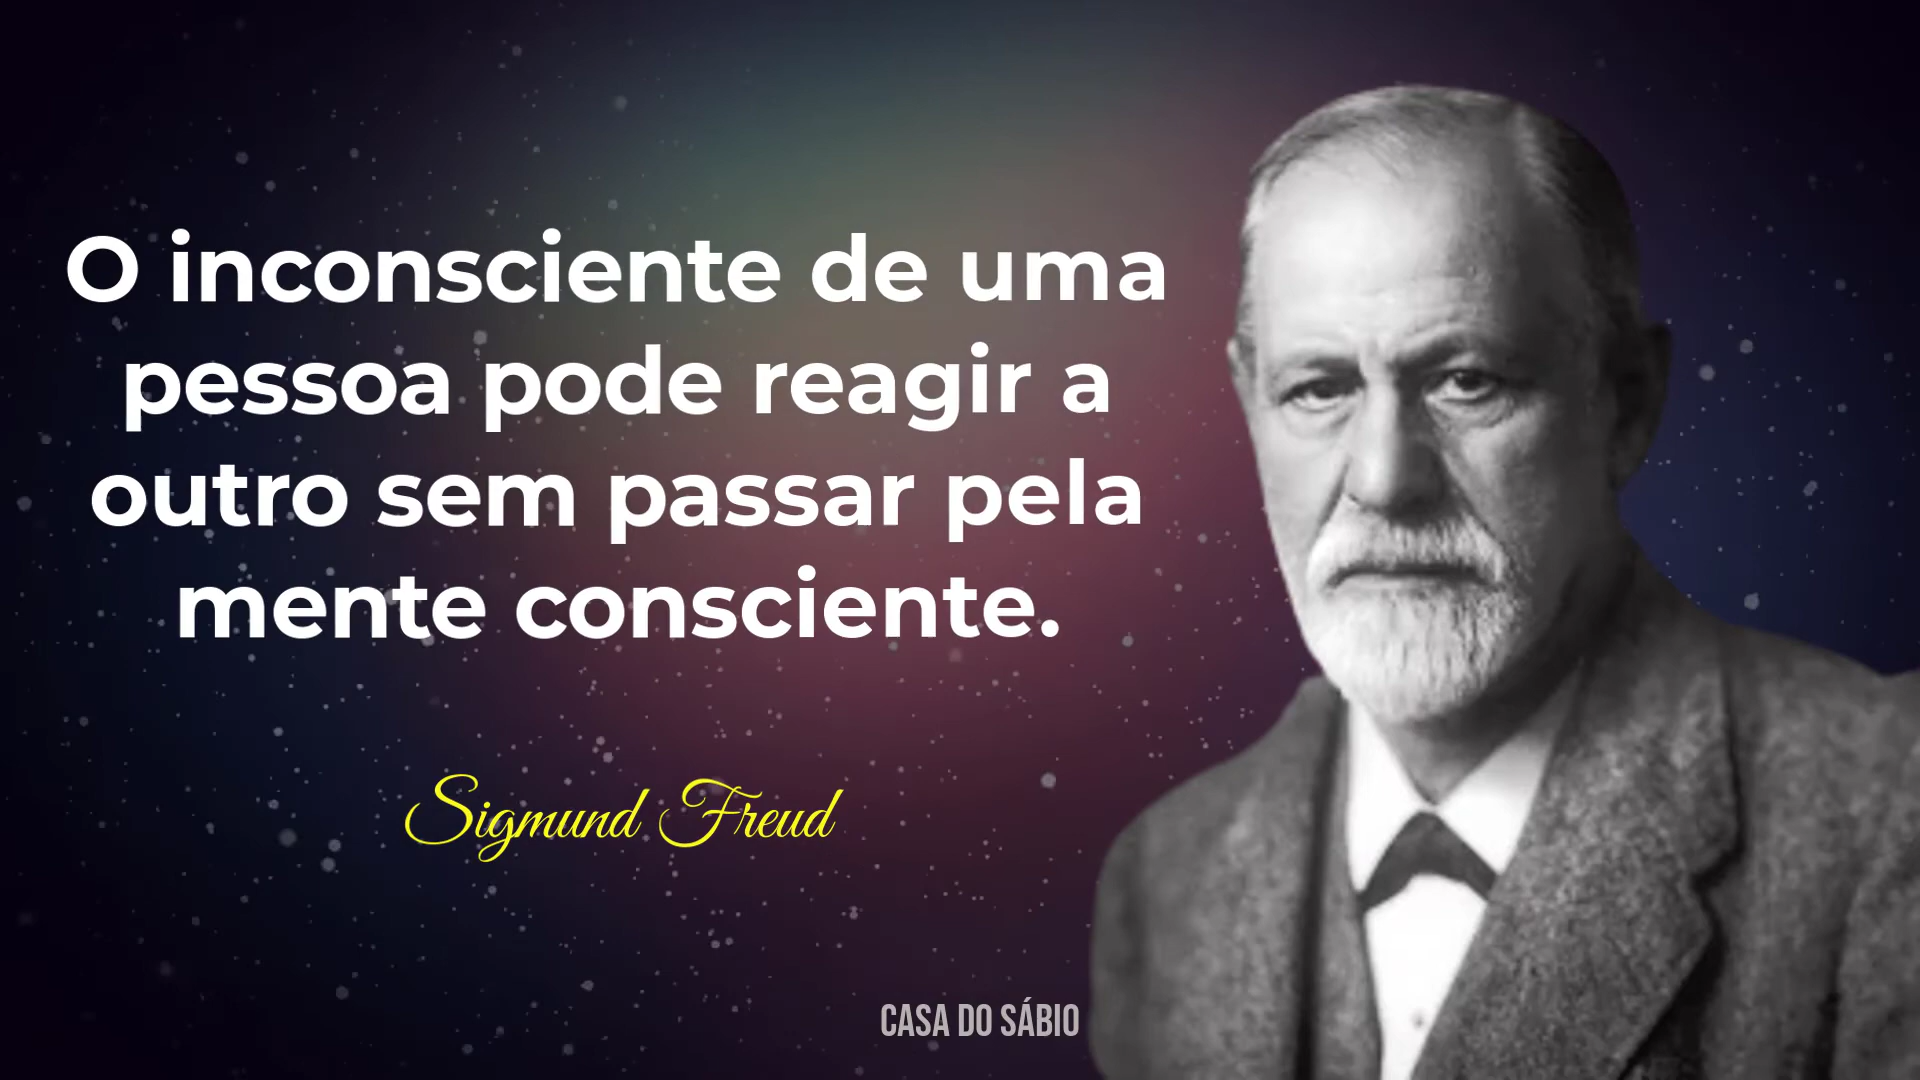 O inconsciente de uma
pessoa pode reagir a
outro sem passar pela
mente consciente.
Sigmund Freud
CASA DO SÁBIO